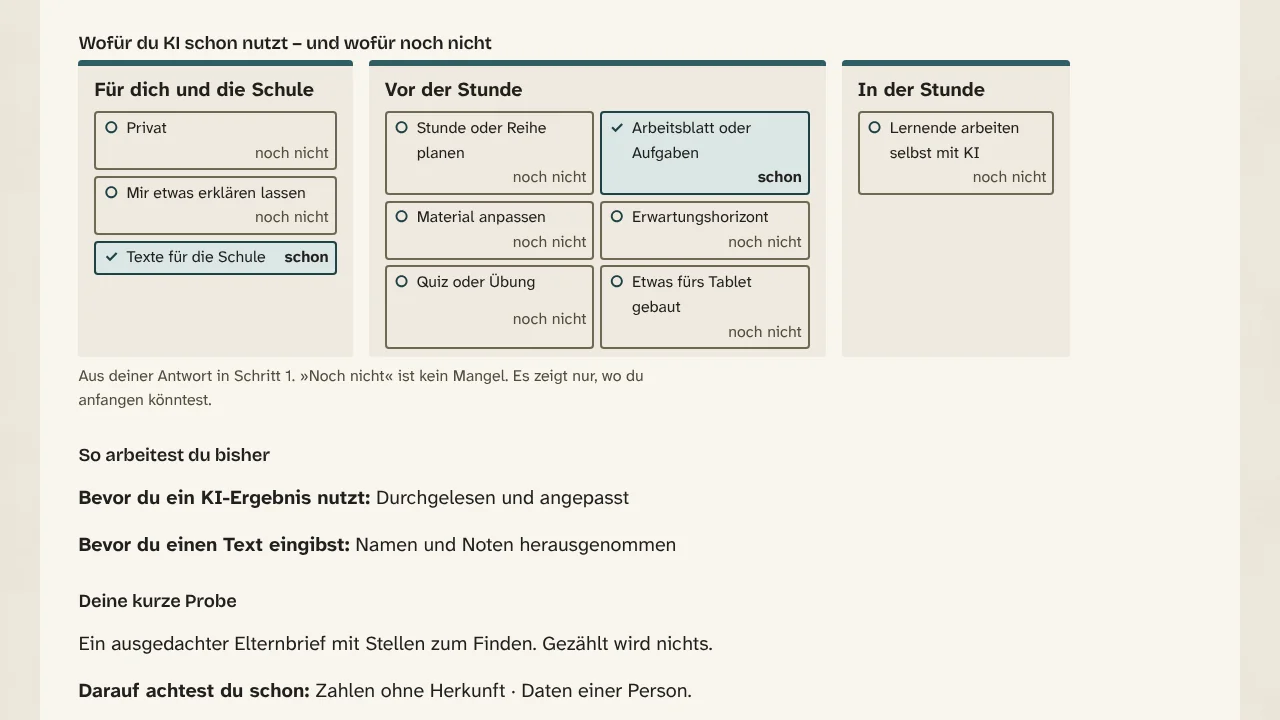 Wofür du KI schon nutzt – und wofür noch nicht
Für dich und die Schule
Privat
noch nicht
Mir etwas erklären lassen
noch nicht
Texte für die Schule schon
Vor der Stunde
Stunde oder Reihe
planen
noch nicht
Arbeitsblatt oder
Aufgaben
schon
Material anpassen
noch nicht
Erwartungshorizont
noch nicht
Quiz oder Übung
noch nicht
Etwas fürs Tablet
gebaut
noch nicht
In der Stunde
Lernende arbeiten
selbst mit KI
noch nicht
Aus deiner Antwort in Schritt 1. »Noch nicht« ist kein Mangel. Es zeigt nur, wo du
anfangen könntest.
So arbeitest du bisher
Bevor du ein KI-Ergebnis nutzt: Durchgelesen und angepasst
Bevor du einen Text eingibst: Namen und Noten herausgenommen
Deine kurze Probe
Ein ausgedachter Elternbrief mit Stellen zum Finden. Gezählt wird nichts.
Darauf achtest du schon: Zahlen ohne Herkunft · Daten einer Person.